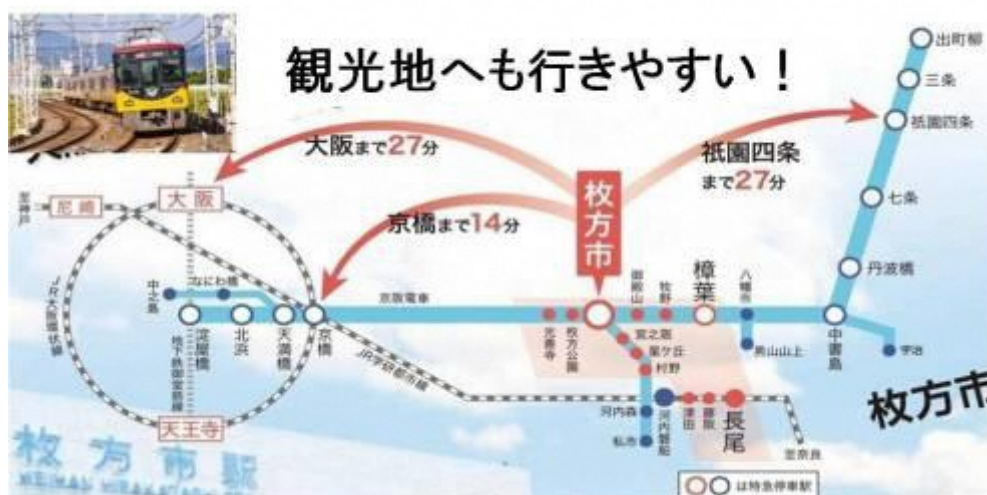 観光地へも行きやすい！
出町柳
三条
祇園四条
七条
丹波橋
中書島
宇治
大阪まで27分
祇園四条
まで27分
京橋まで14分
枚方市
至神戸
尼崎
大阪
JR大阪環状線
中之島
なにわ橋
淀屋橋
北浜
天満橋
京橋
地下鉄御堂筋線
天王寺
京阪電車
JR学研都市線
光善寺
枚方公園
御殿山
牧野
樟葉
八幡市
男山山上
宮之阪
星ケ丘
村野
河内森
私市
河内磐船
津田
藤阪
長尾
至奈良
枚方市
枚方市駅
は特急停車駅